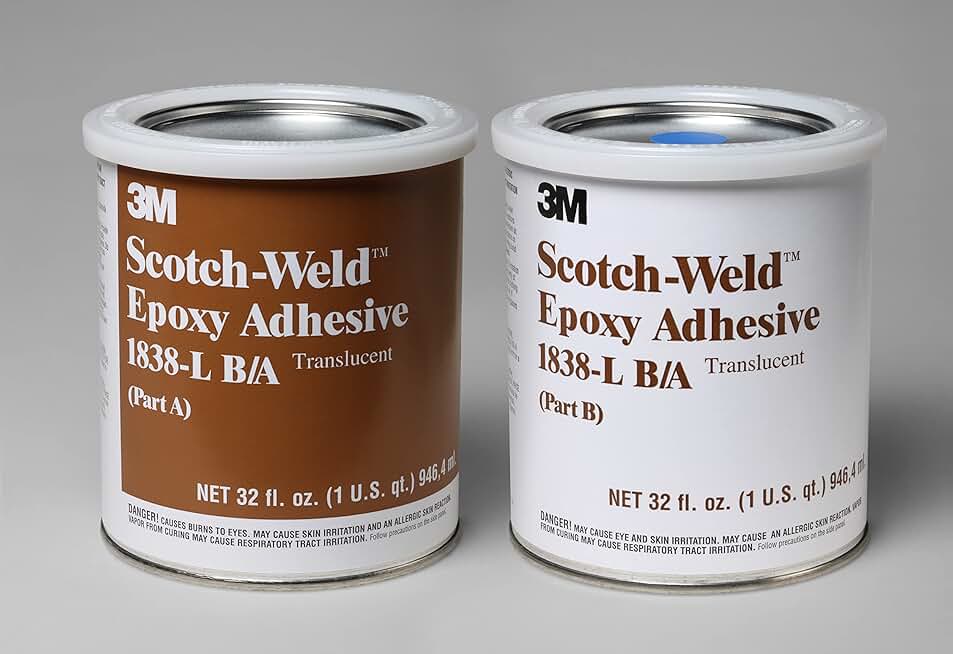 3M
Scotch-Weld™
Epoxy Adhesive
1838-L B/A Translucent
(Part A)
NET 32 fl. oz. (1 U.S. qt.) 946,4 ml.
DANGER! CAUSES BURNS TO EYES. MAY CAUSE SKIN IRRITATION AND AN ALLERGIC SKIN REACTION.
VAPOR FROM CURING MAY CAUSE RESPIRATORY TRACT IRRITATION. Follow precautions on the side panel.
3M
Scotch-Weld™
Epoxy Adhesive
1838-L B/A Translucent
(Part B)
NET 32 fl. oz. (1 U.S. qt.) 946,4 ml.
DANGER! MAY CAUSE EYE AND SKIN IRRITATION. MAY CAUSE AN ALLERGIC SKIN REACTION. VAPOR
FROM CURING MAY CAUSE RESPIRATORY TRACT IRRITATION. Follow precautions on the side panel.